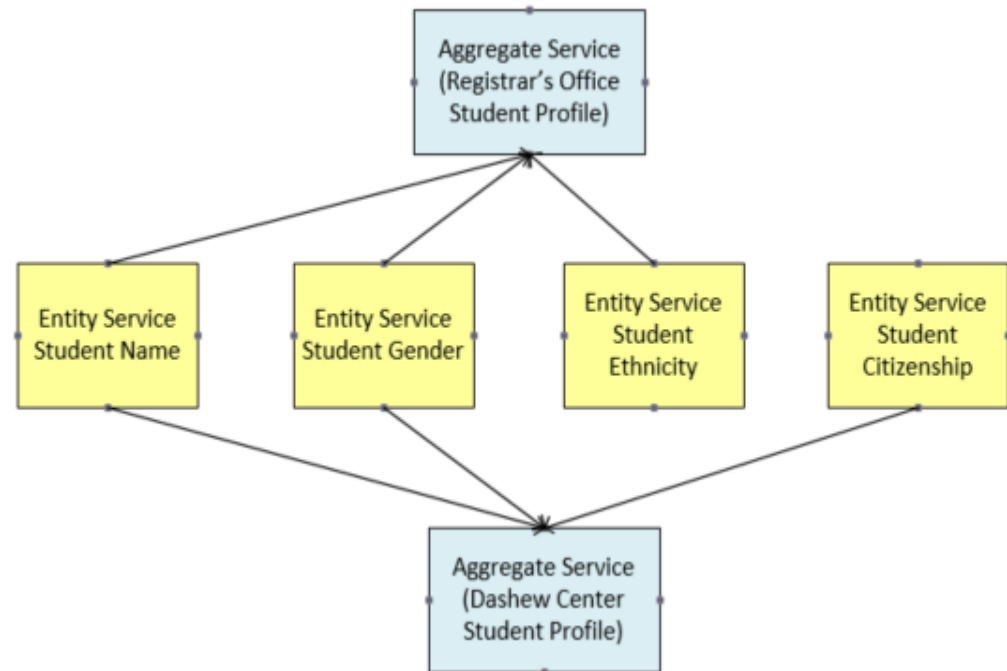 Aggregate Service
(Registrar's Office
Student Profile)
Entity Service
Student Name
Entity Service
Student Gender
Entity Service
Student
Ethnicity
Entity Service
Student
Citizenship
Aggregate Service
(Dashew Center
Student Profile)